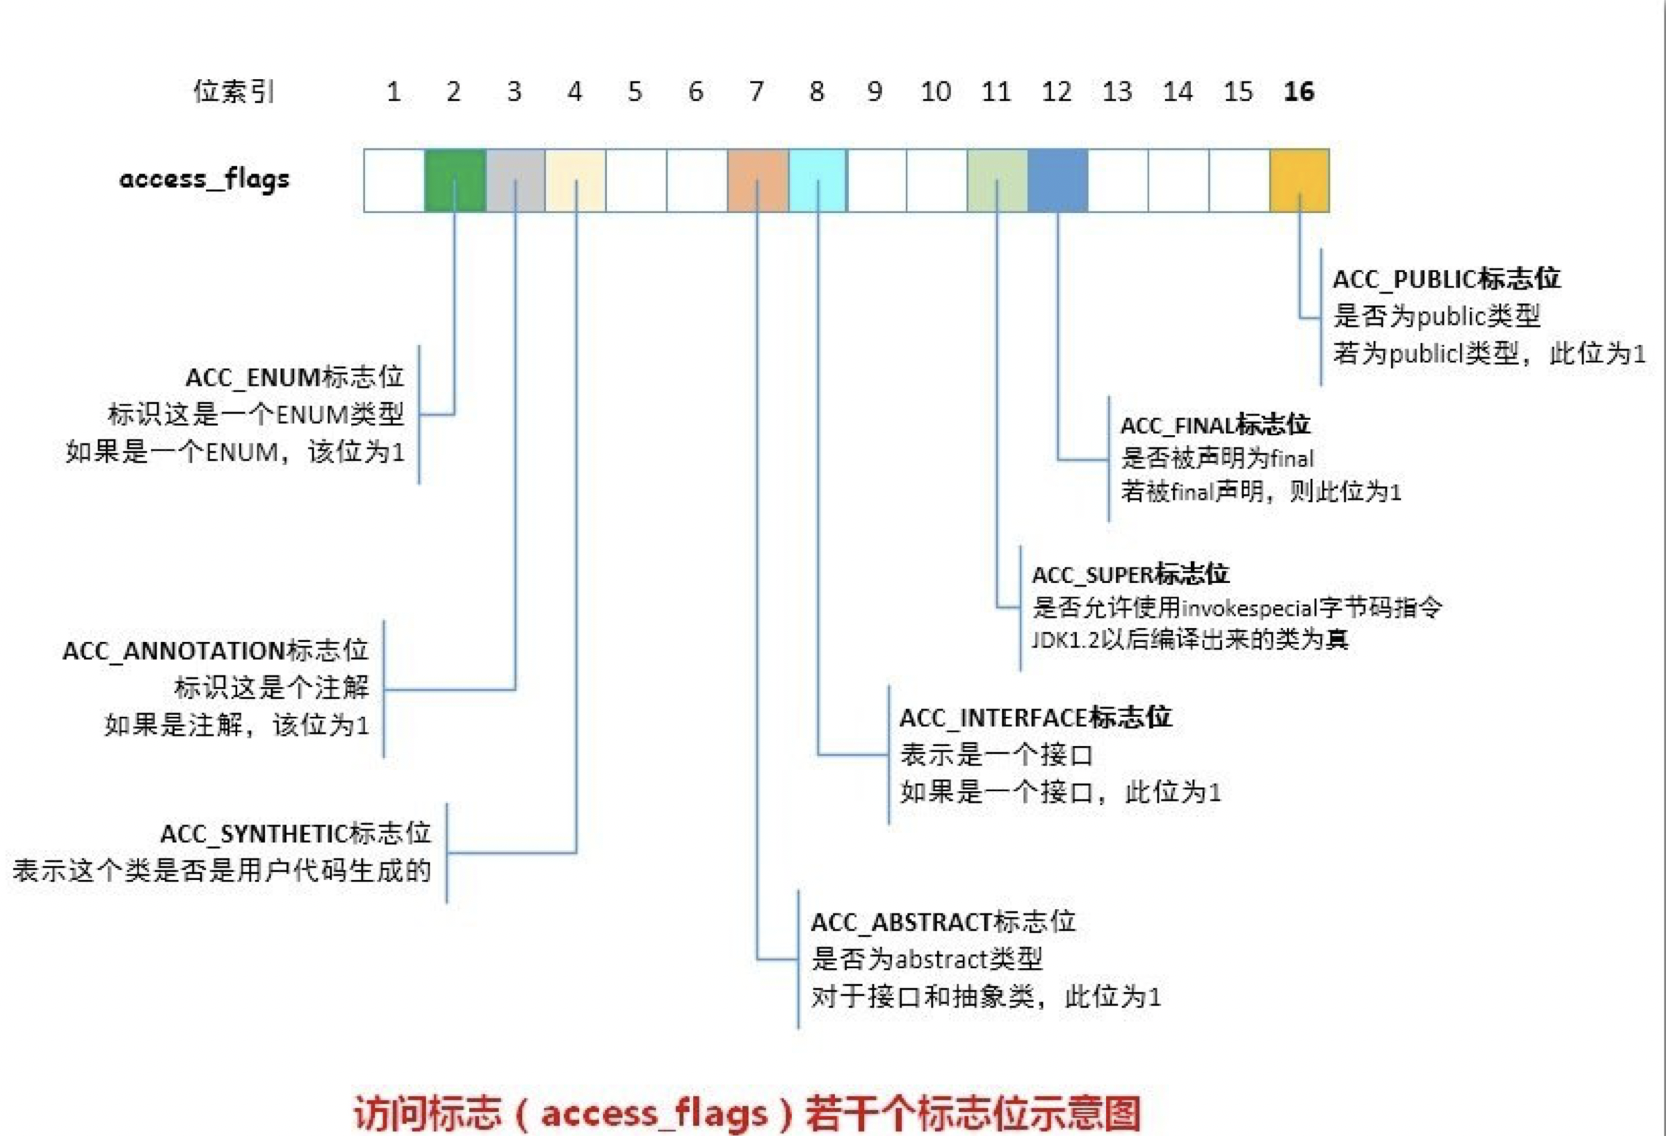 位索引 1 2 3 4 5 6 7 8 9 10 11 12 13 14 15 16
access_flags
ACC_PUBLIC标志位
是否为public类型
若为publicl类型，此位为1
ACC_ENUM标志位
标识这是一个ENUM类型
如果是一个ENUM，该位为1
ACC_FINAL标志位
是否被声明为final
若被final声明，则此位为1
ACC_SUPER标志位
是否允许使用invokespecial字节码指令
JDK1.2以后编译出来的类为真
ACC_ANNOTATION标志位
标识这是个注解
如果是注解，该位为1
ACC_INTERFACE标志位
表示是一个接口
如果是一个接口，此位为1
ACC_SYNTHETIC标志位
表示这个类是否是用户代码生成的
ACC_ABSTRACT标志位
是否为abstract类型
对于接口和抽象类，此位为1
访问标志（access_flags）若干个标志位示意图